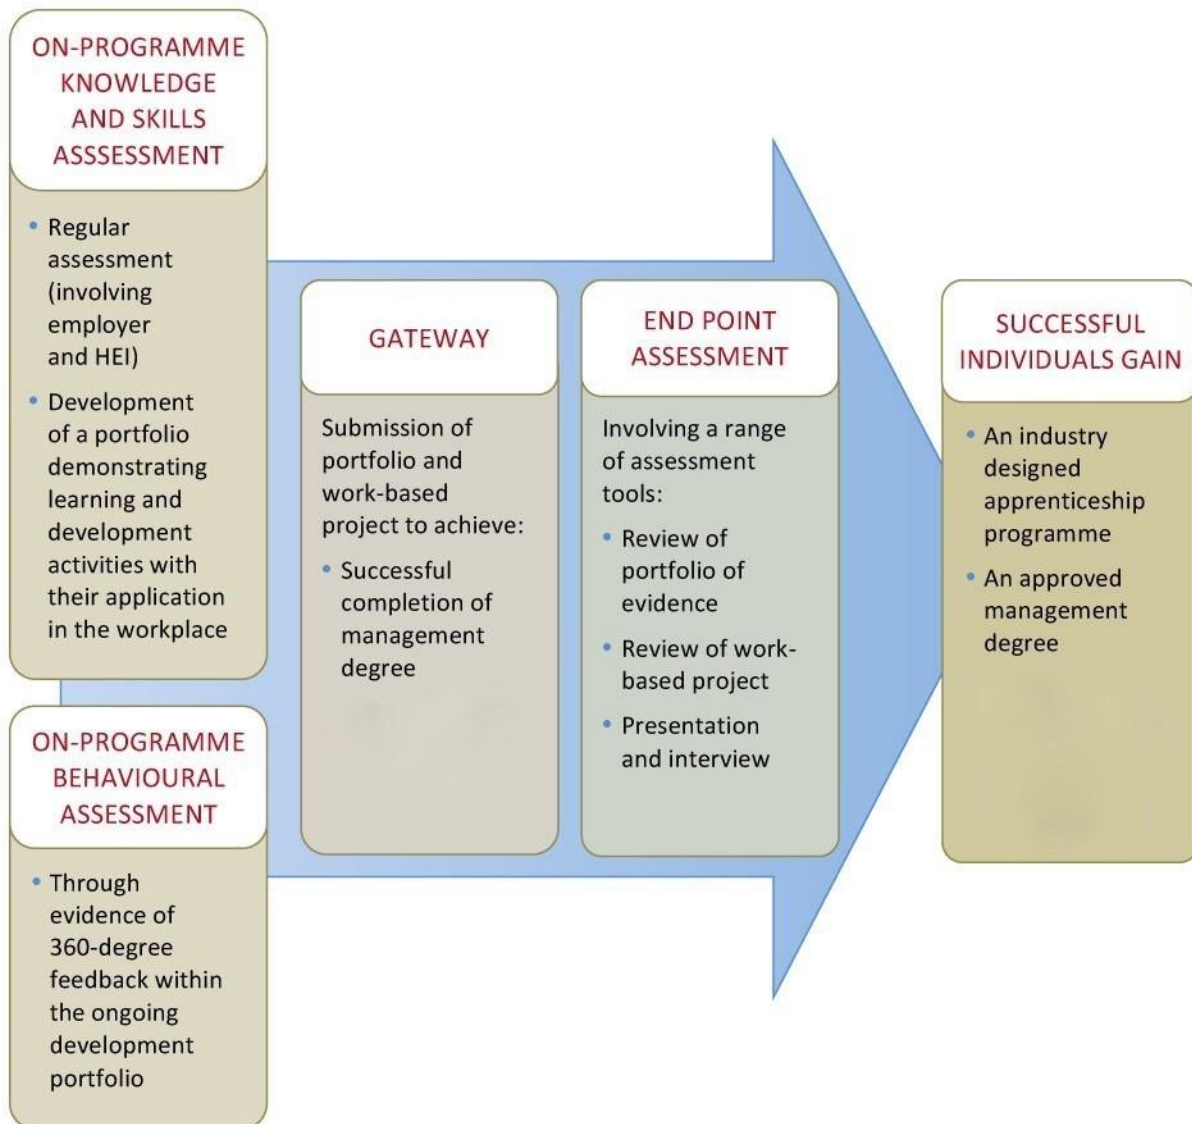 ON-PROGRAMME
KNOWLEDGE
AND SKILLS
ASSSESSMENT
• Regular
assessment
(involving
employer
and HEI)
• Development
of a portfolio
demonstrating
learning and
development
activities with
their application
in the workplace
ON-PROGRAMME
BEHAVIOURAL
ASSESSMENT
• Through
evidence of
360-degree
feedback within
the ongoing
development
portfolio
GATEWAY
Submission of
portfolio and
work-based
project to achieve:
• Successful
completion of
management
degree
END POINT
ASSESSMENT
Involving a range
of assessment
tools:
• Review of
portfolio of
evidence
• Review of work-
based project
• Presentation
and interview
SUCCESSFUL
INDIVIDUALS GAIN
• An industry
designed
apprenticeship
programme
• An approved
management
degree